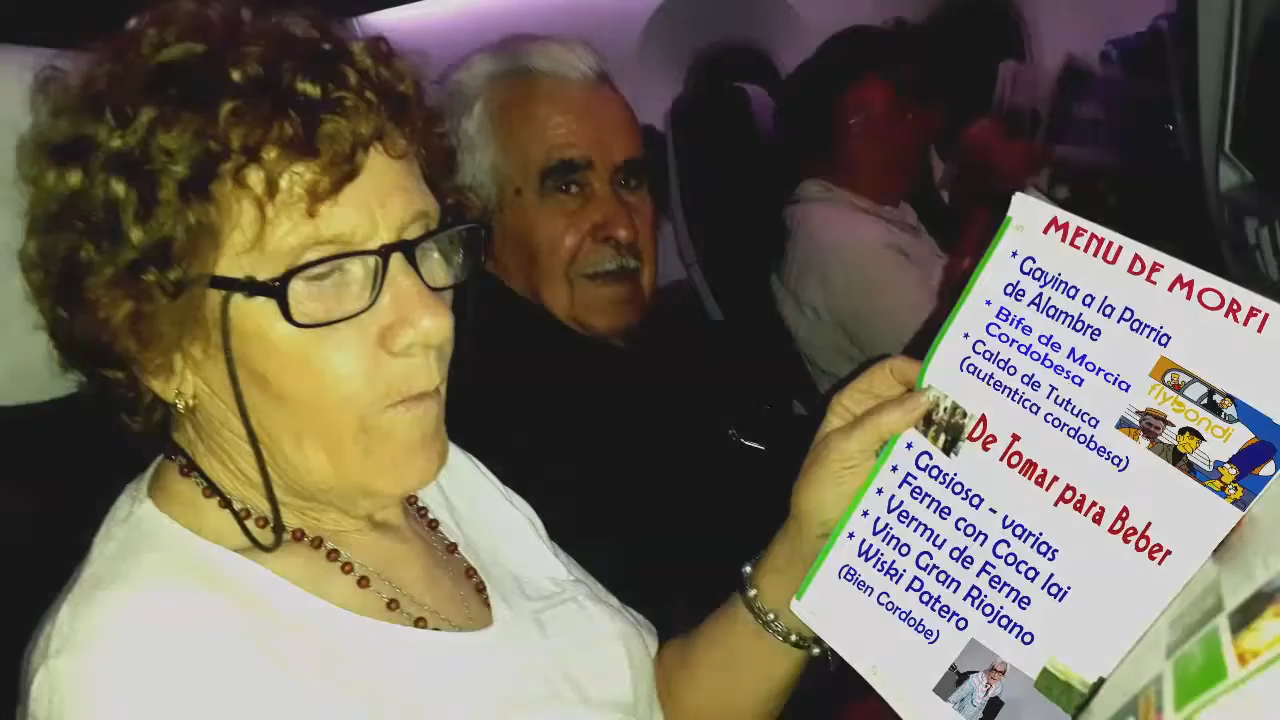 MENU DE MORFI
* Gayina a la Parria
de Alambre
* Bife de Morcia
Cordobesa
* Caldo de Tutuca
(autentica cordobesa)
flybondi
De Tomar para Beber
* Gasiosa - varias
* Ferne con Coca lai
* Vermu de Ferne
* Vino Gran Riojano
* Wiski Patero
(Bien Cordobe)